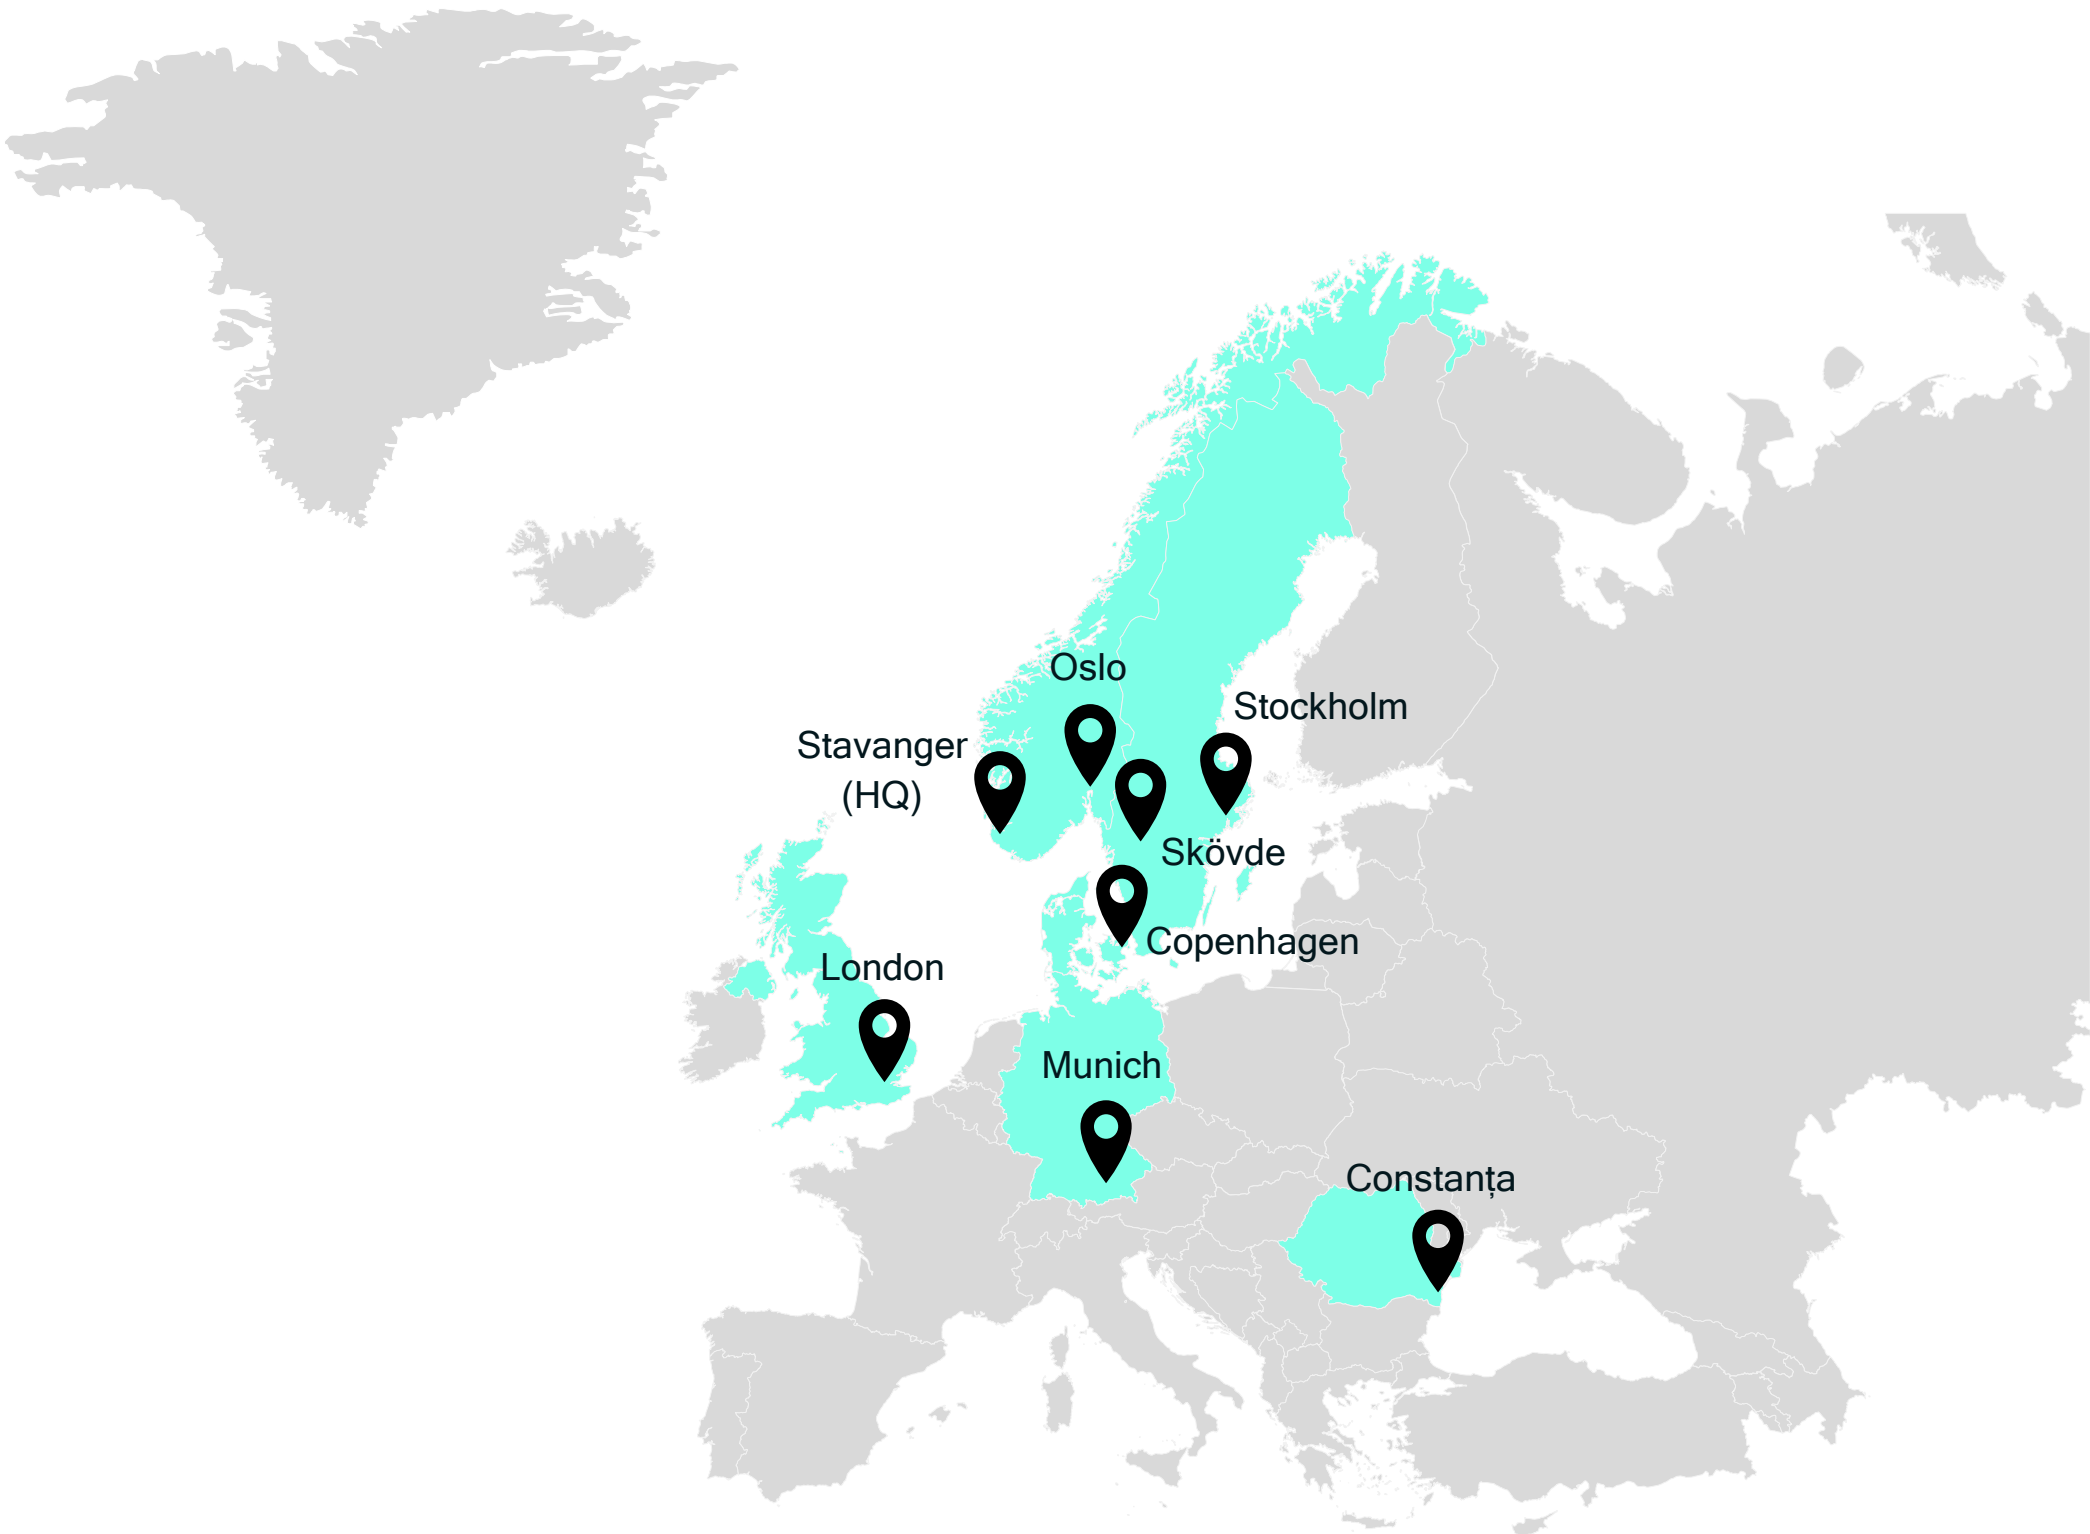 Oslo
Stockholm
Stavanger
(HQ)
Skövde
Copenhagen
London
Munich
Constanța